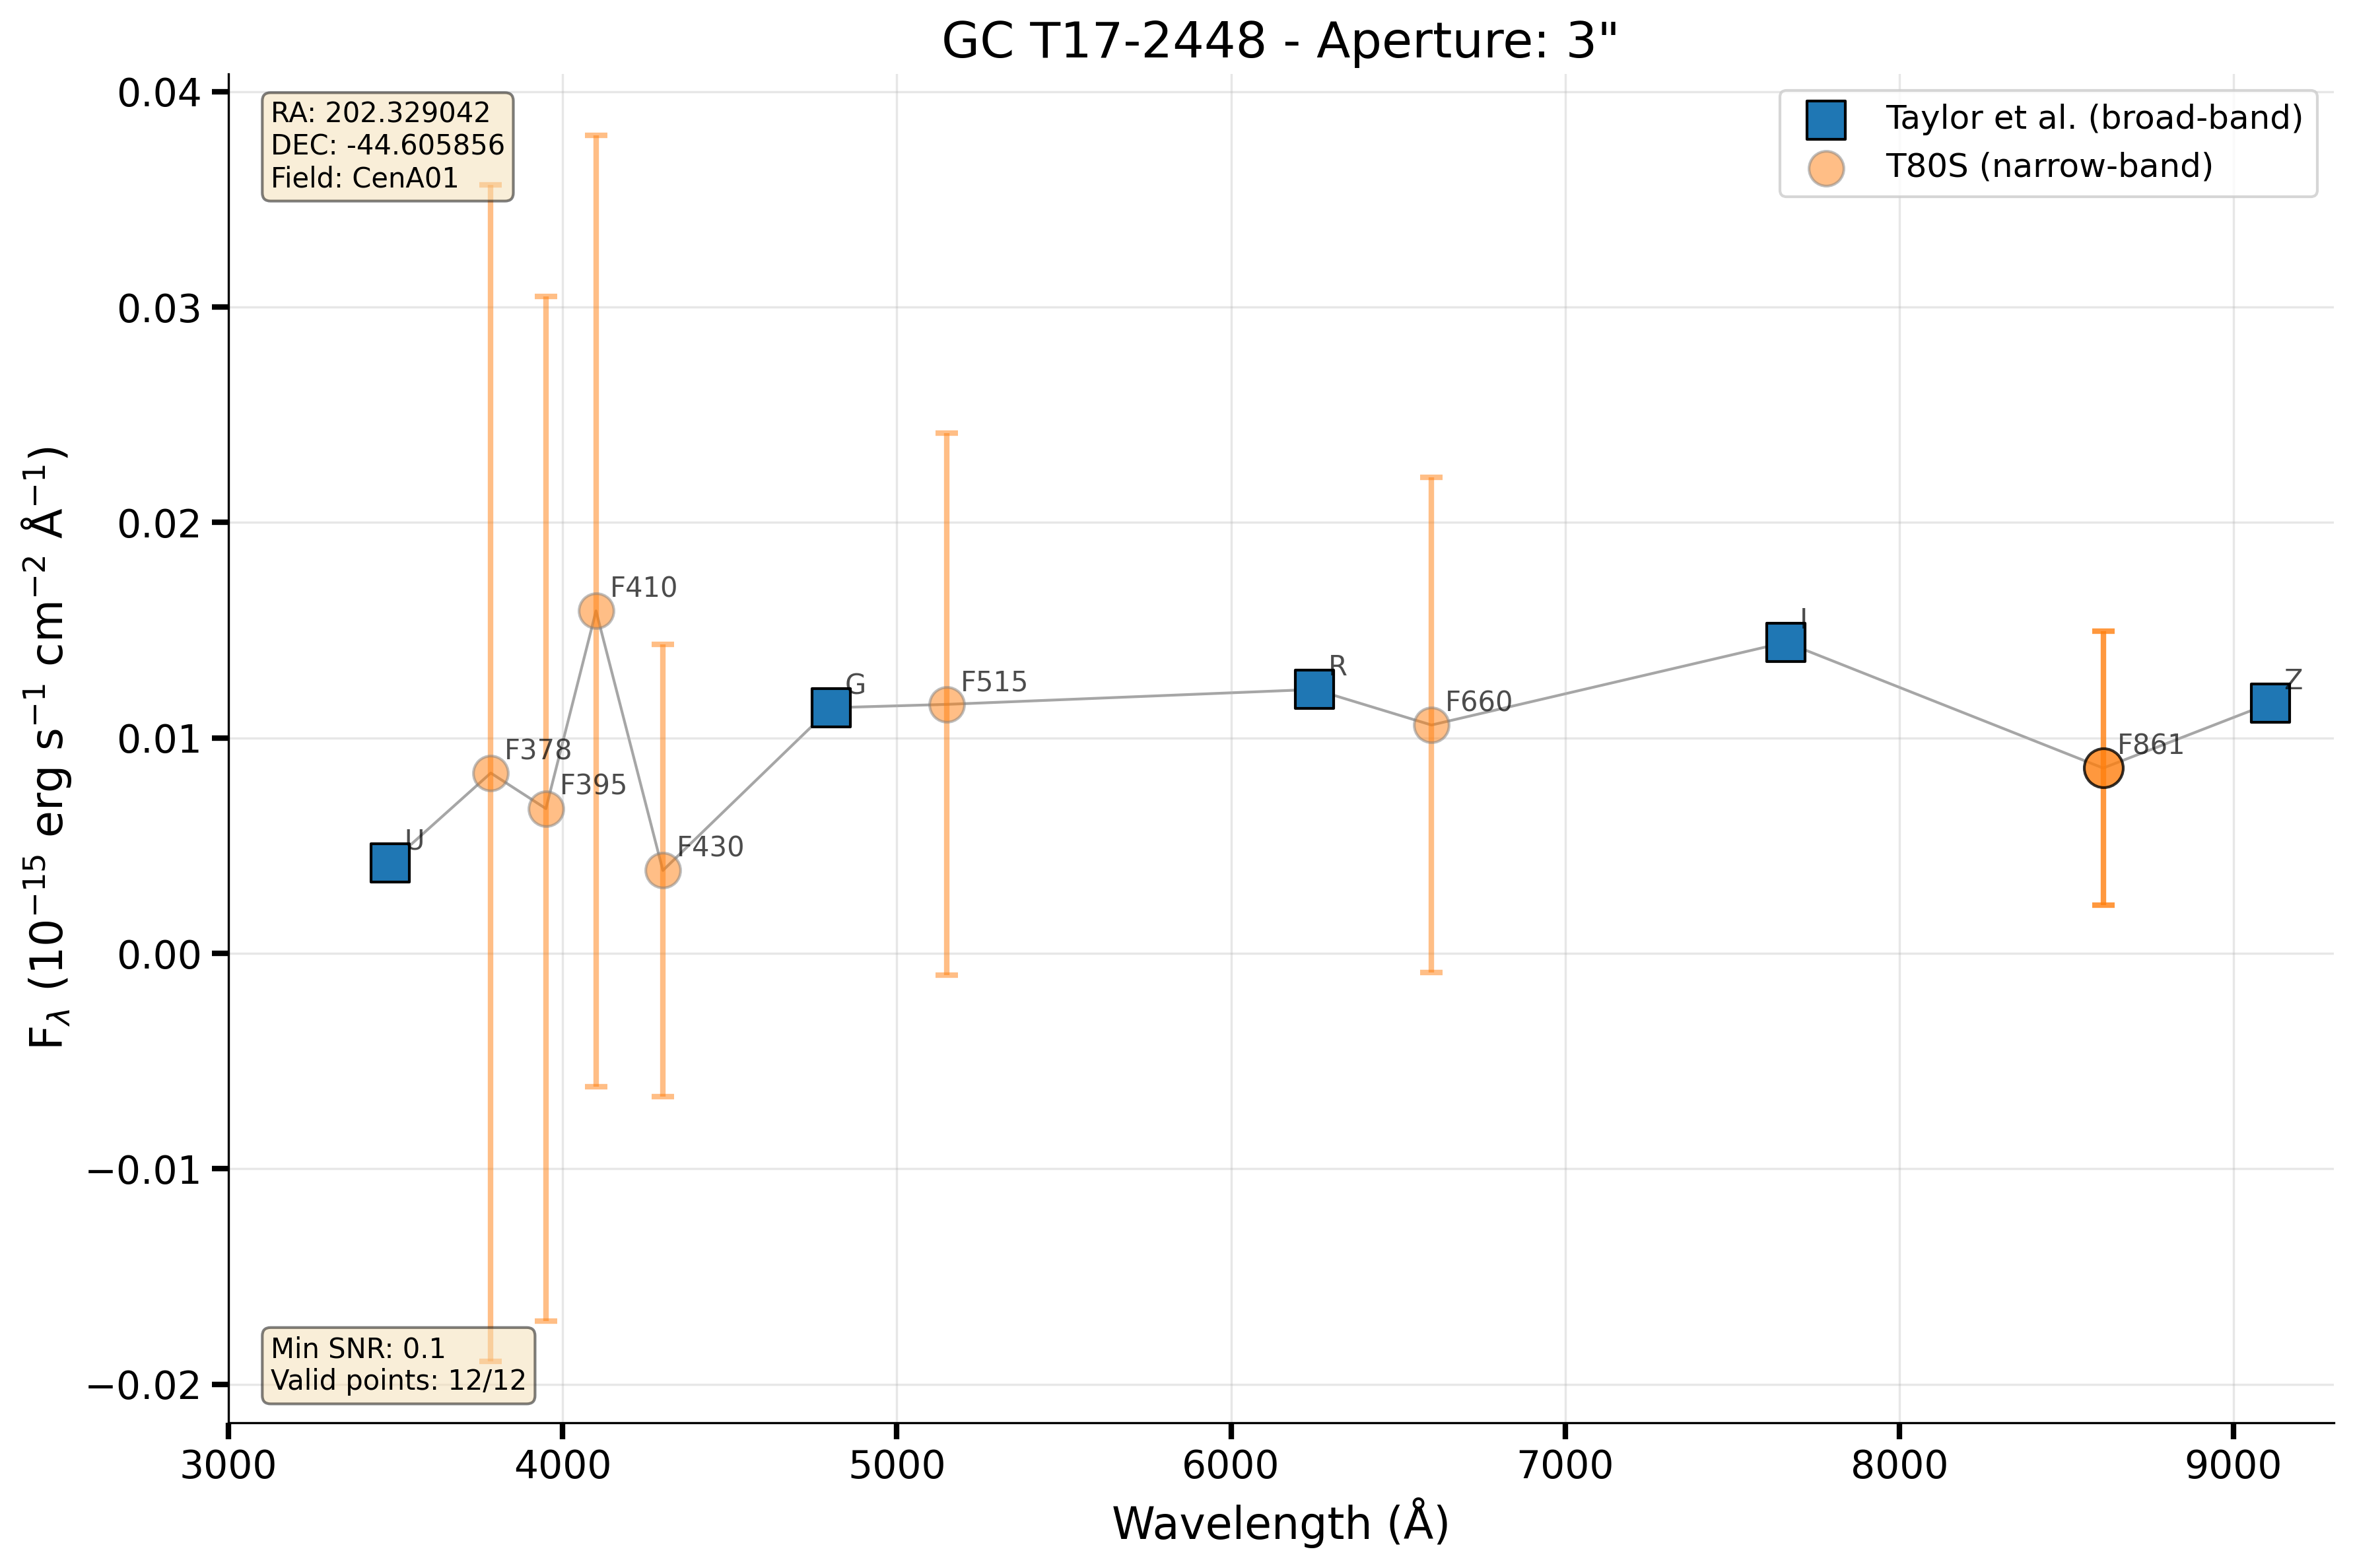 GC T17-2448 - Aperture: 3"
RA: 202.329042
DEC: -44.605856
Field: CenA01
Taylor et al. (broad-band)
T80S (narrow-band)
F$_{\lambda}$ (10$^{-15}$ erg s$^{-1}$ cm$^{-2}$ Å$^{-1}$)
0.04
0.03
0.02
0.01
0.00
−0.01
−0.02
U
F378
F395
F410
F430
G
F515
R
F660
I
F861
Z
Min SNR: 0.1
Valid points: 12/12
3000
4000
5000
6000
7000
8000
9000
Wavelength (Å)